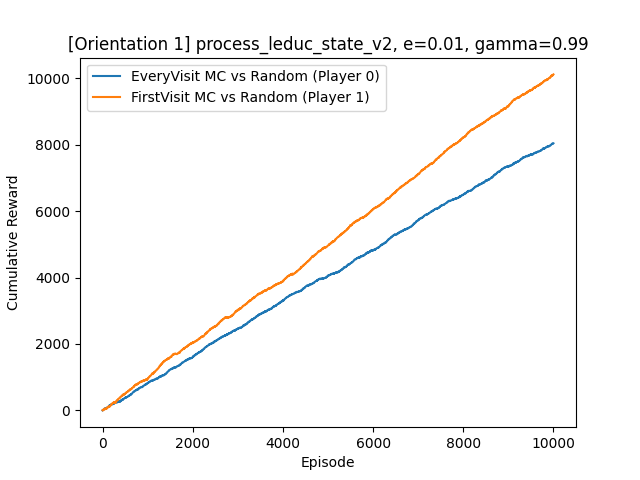 [Orientation 1] process_leduc_state_v2, e=0.01, gamma=0.99
EveryVisit MC vs Random (Player 0)
FirstVisit MC vs Random (Player 1)
10000
8000
6000
4000
2000
0
Cumulative Reward
0 2000 4000 6000 8000 10000
Episode